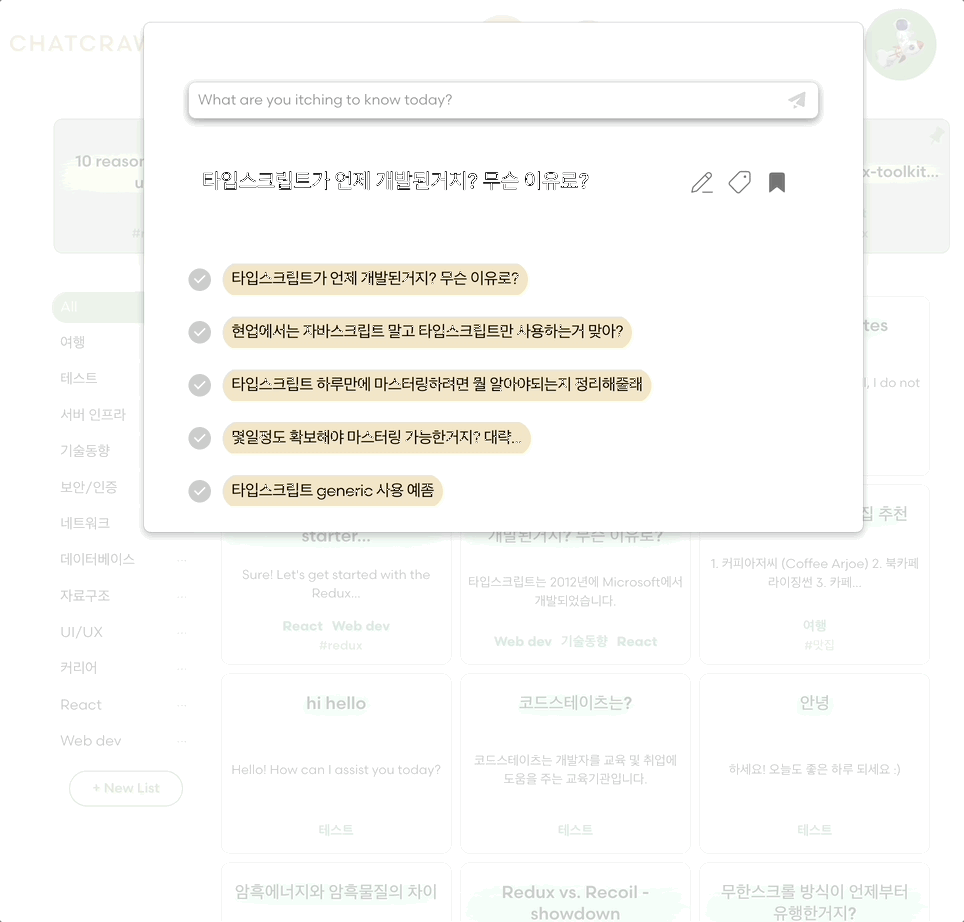 CHATCRAW
What are you itching to know today?
타입스크립트가 언제 개발된거지? 무슨 이유로?
타입스크립트가 언제 개발된거지? 무슨 이유로?
현업에서는 자바스크립트 말고 타입스크립트만 사용하는거 맞아?
타입스크립트 하루만에 마스터링하려면 뭘 알아야되는지 정리해줄래
몇일정도 확보해야 마스터링 가능한거지? 대략...
타입스크립트 generic 사용 예좀
10 reason
u
#r
x-toolkit...
x
All
여행
테스트
서버 인프라
기술동향
보안/인증
네트워크
데이터베이스 ...
자료구조 ...
UI/UX ...
커리어 ...
React ...
Web dev ...
+ New List
tes
l, I do not
starter...
Sure! Let's get started with the
Redux...
React Web dev
#redux
개발된거지? 무슨 이유로?
타입스크립트는 2012년에 Microsoft에서
개발되었습니다.
Web dev 기술동향 React
집 추천
1. 커피아저씨 (Coffee Arjoe) 2. 북카페
라이징썬 3. 카페...
여행
#맛집
hi hello
Hello! How can I assist you today?
테스트
코드스테이츠는?
코드스테이츠는 개발자를 교육 및 취업에
도움을 주는 교육기관입니다.
테스트
안녕
하세요! 오늘도 좋은 하루 되세요 :)
테스트
암흑에너지와 암흑물질의 차이
Redux vs. Recoil -
showdown
무한스크롤 방식이 언제부터
유행한거지?